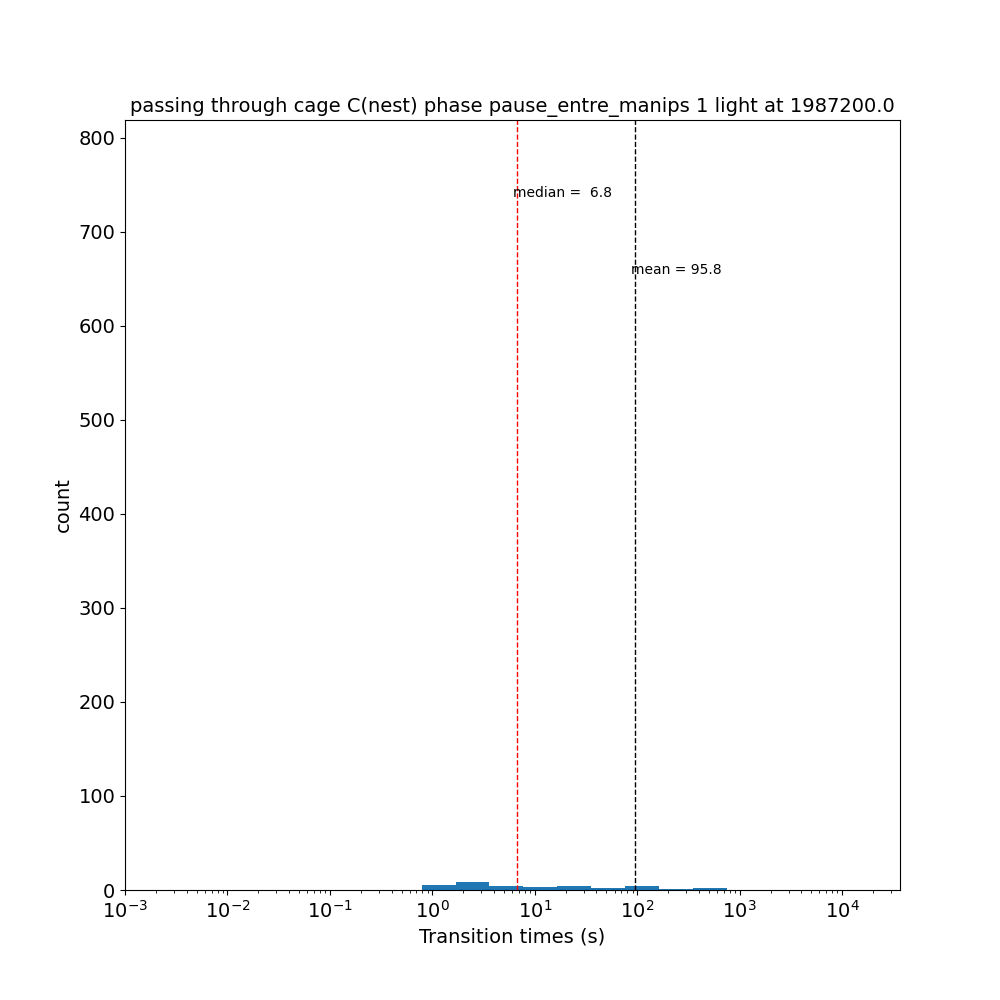 passing through cage C(nest) phase pause_entre_manips 1 light at 1987200.0
800
median =  6.8
700
mean = 95.8
600
500
count
400
300
200
100
0
10⁻³ 10⁻² 10⁻¹ 10⁰ 10¹ 10² 10³ 10⁴
Transition times (s)